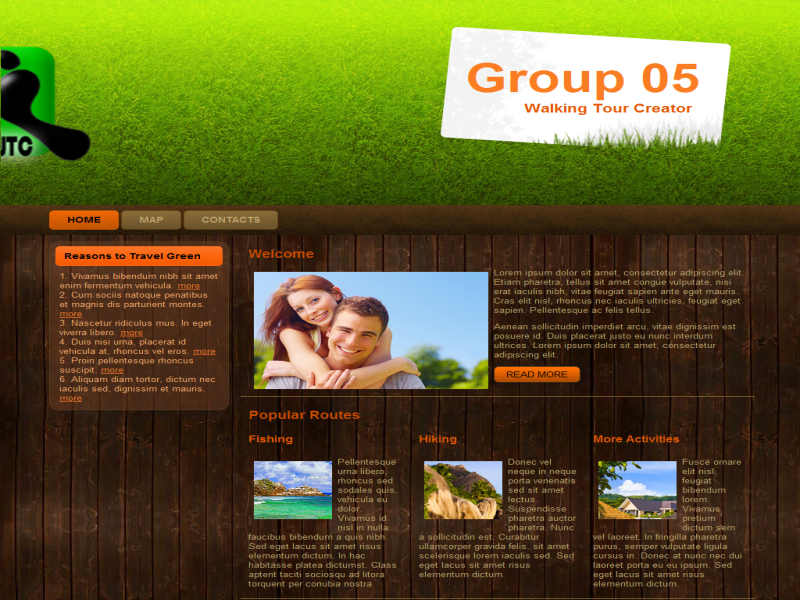 Group 05
Walking Tour Creator
HOME MAP CONTACTS
Reasons to Travel Green
1. Vivamus bibendum nibh sit amet
enim fermentum vehicula. more
2. Cum sociis natoque penatibus
et magnis dis parturient montes.
more
3. Nascetur ridiculus mus. In eget
viverra libero. more
4. Duis nisi urna, placerat id
vehicula at, rhoncus vel eros. more
5. Proin pellentesque rhoncus
suscipit. more
6. Aliquam diam tortor, dictum nec
iaculis sed, dignissim et mauris.
more
Welcome
Lorem ipsum dolor sit amet, consectetur adipiscing elit.
Etiam pharetra, tellus sit amet congue vulputate, nisi
erat iaculis nibh, vitae feugiat sapien ante eget mauris.
Cras elit nisl, rhoncus nec iaculis ultricies, feugiat eget
sapien. Pellentesque ac felis tellus.
Aenean sollicitudin imperdiet arcu, vitae dignissim est
posuere id. Duis placerat justo eu nunc interdum
ultrices. Lorem ipsum dolor sit amet, consectetur
adipiscing elit.
READ MORE
Popular Routes
Fishing
Pellentesque
urna libero,
rhoncus sed
sodales quis,
vehicula eu
dolor.
Vivamus id
nisl in nulla
faucibus bibendum a quis nibh.
Sed eget lacus sit amet risus
elementum dictum. In hac
habitasse platea dictumst. Class
aptent taciti sociosqu ad litora
torquent per conubia nostra.
Hiking
Donec vel
neque in neque
porta venenatis
sed sit amet
lectus.
Suspendisse
pharetra auctor
pharetra. Nunc
a sollicitudin est. Curabitur
ullamcorper gravida felis, sit amet
scelerisque lorem iaculis sed. Sed
eget lacus sit amet risus
elementum dictum.
More Activities
Fusce ornare
elit nisl,
feugiat
bibendum
lorem.
Vivamus
pretium
dictum sem
vel laoreet. In fringilla pharetra
purus, semper vulputate ligula
cursus in. Donec at nunc nec dui
laoreet porta eu eu ipsum. Sed
eget lacus sit amet risus
elementum dictum.